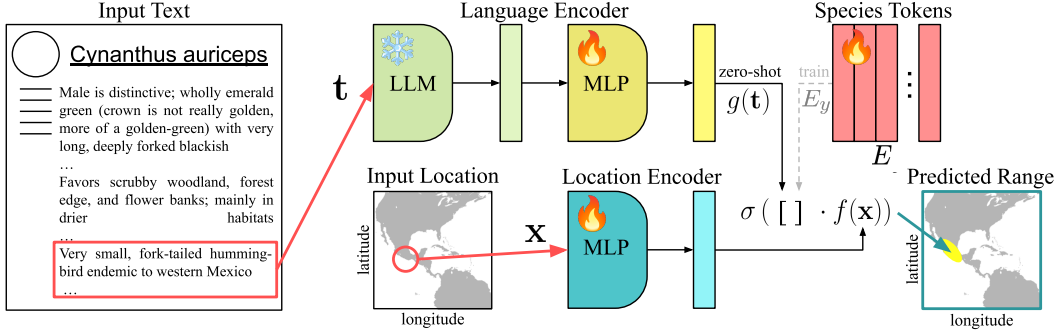 Input Text
Cynanthus auriceps
Male is distinctive; wholly emerald
green (crown is not really golden,
more of a golden-green) with very
long, deeply forked blackish
...
Favors scrubby woodland, forest
edge, and flower banks; mainly in
drier habitats
...
Very small, fork-tailed humming-
bird endemic to western Mexico
...
Language Encoder
t
LLM
MLP
zero-shot
g(t)
Species Tokens
train
E_y
E
Input Location
latitude
longitude
x
Location Encoder
MLP
σ ( [ ] · f(x))
Predicted Range
latitude
longitude